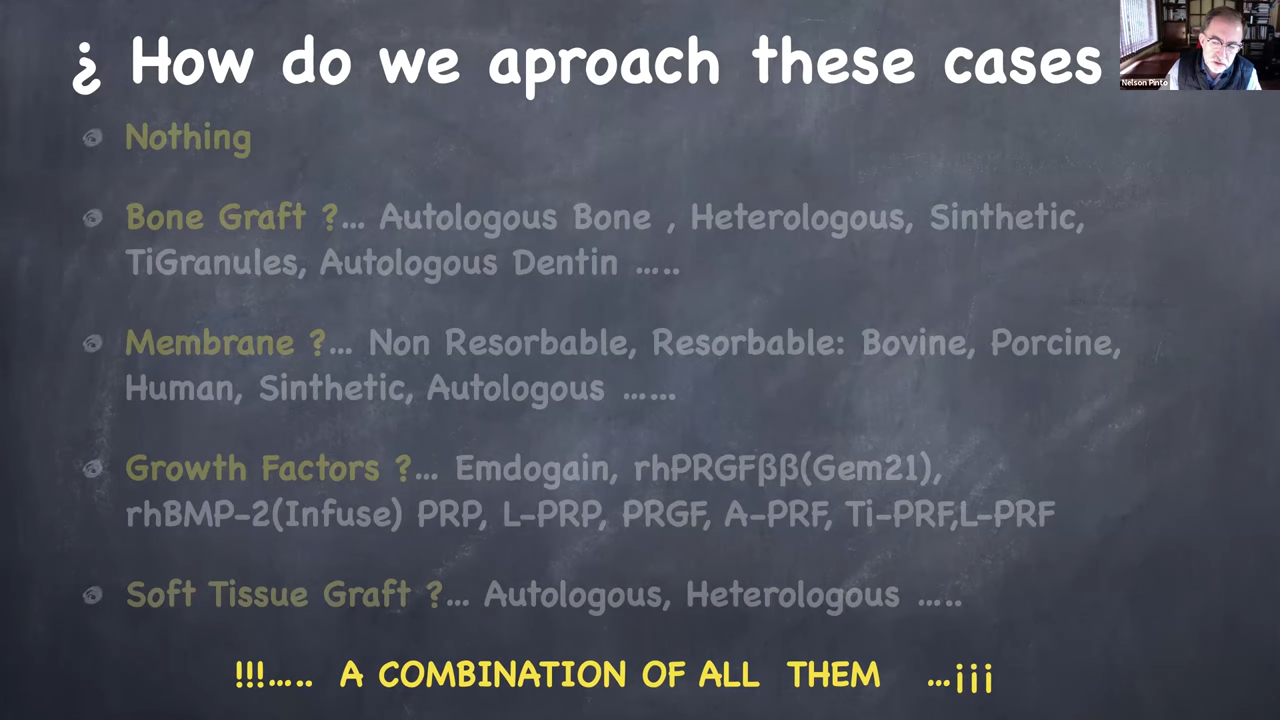 ¿ How do we aproach these cases
Nelson Pinto
Nothing
Bone Graft ?... Autologous Bone , Heterologous, Sinthetic,
TiGranules, Autologous Dentin .....
Membrane ?... Non Resorbable, Resorbable: Bovine, Porcine,
Human, Sinthetic, Autologous ......
Growth Factors ?... Emdogain, rhPRGFββ(Gem21),
rhBMP-2(Infuse) PRP, L-PRP, PRGF, A-PRF, Ti-PRF,L-PRF
Soft Tissue Graft ?... Autologous, Heterologous .....
!!!..... A COMBINATION OF ALL THEM ...¡¡¡